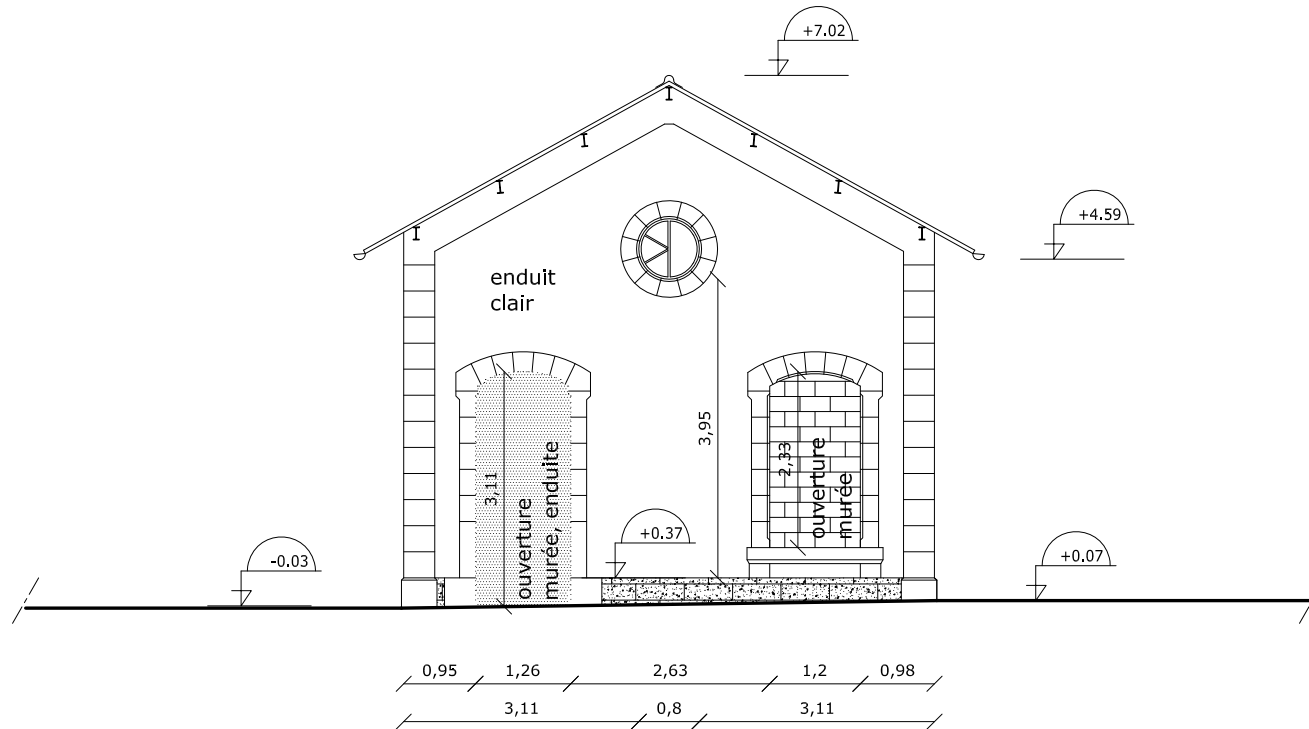 +7.02
+4.59
enduit
clair
3,95
3,11
ouverture
murée, enduite
2,33
ouverture
murée
+0.37
-0.03
+0.07
0,95 1,26 2,63 1,2 0,98
3,11 0,8 3,11